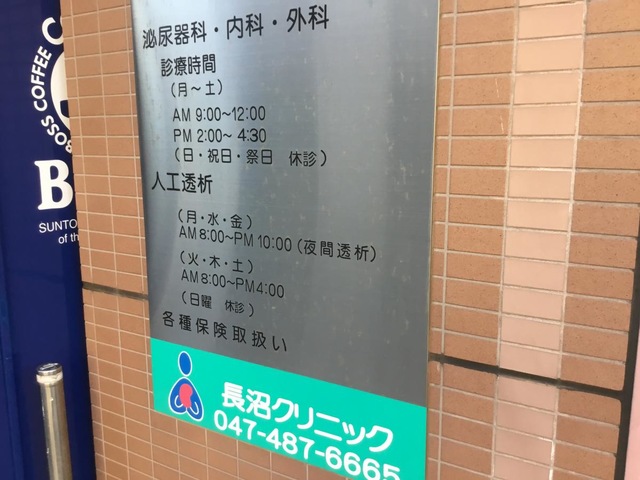 泌尿器科・内科・外科
診療時間
(月～土)
AM 9:00～12:00
PM 2:00～ 4:30
(日・祝日・祭日 休診)
人工透析
(月・水・金)
AM8:00～PM10:00(夜間透析)
(火・木・土)
AM8:00～PM4:00
(日曜 休診)
各種保険取扱い
長沼クリニック
047-487-6665
COFFEE
BOSS
B
SUNTO
of th